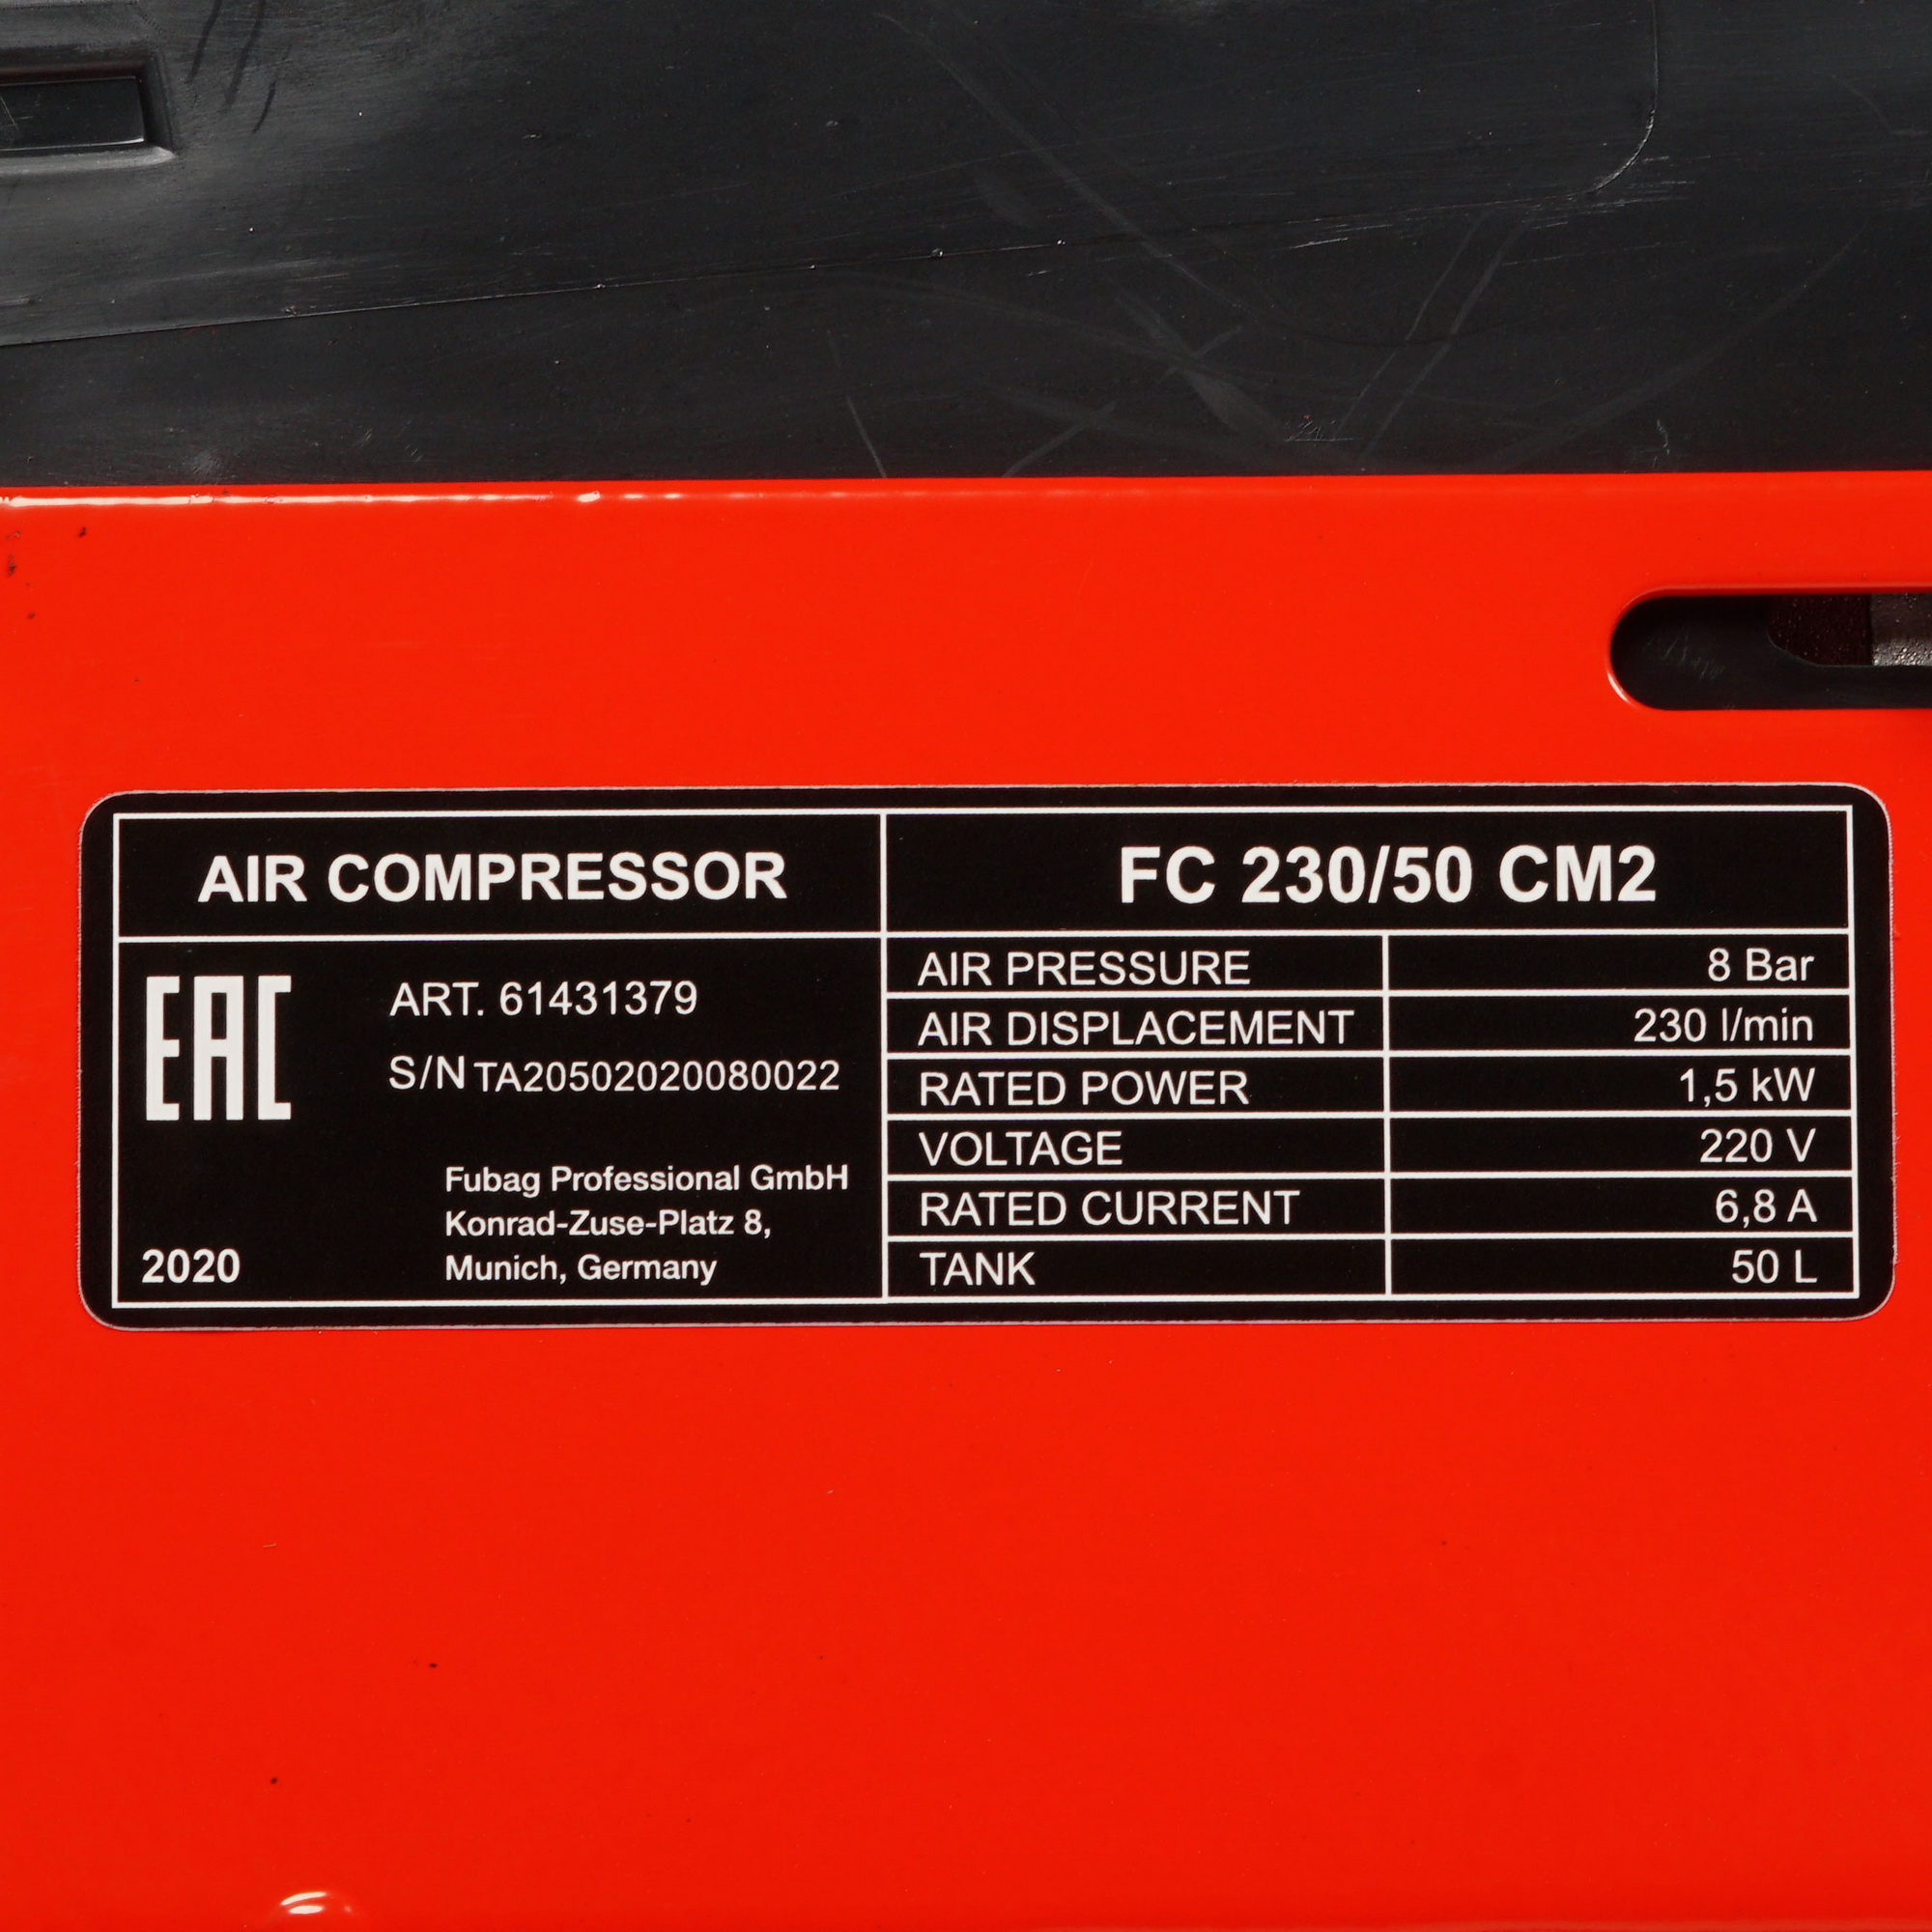 AIR COMPRESSOR
FC 230/50 CM2
EAC
ART. 61431379
S/N TA20502020080022
Fubag Professional GmbH
Konrad-Zuse-Platz 8,
Munich, Germany
2020
AIR PRESSURE 8 Bar
AIR DISPLACEMENT 230 l/min
RATED POWER 1,5 kW
VOLTAGE 220 V
RATED CURRENT 6,8 A
TANK 50 L